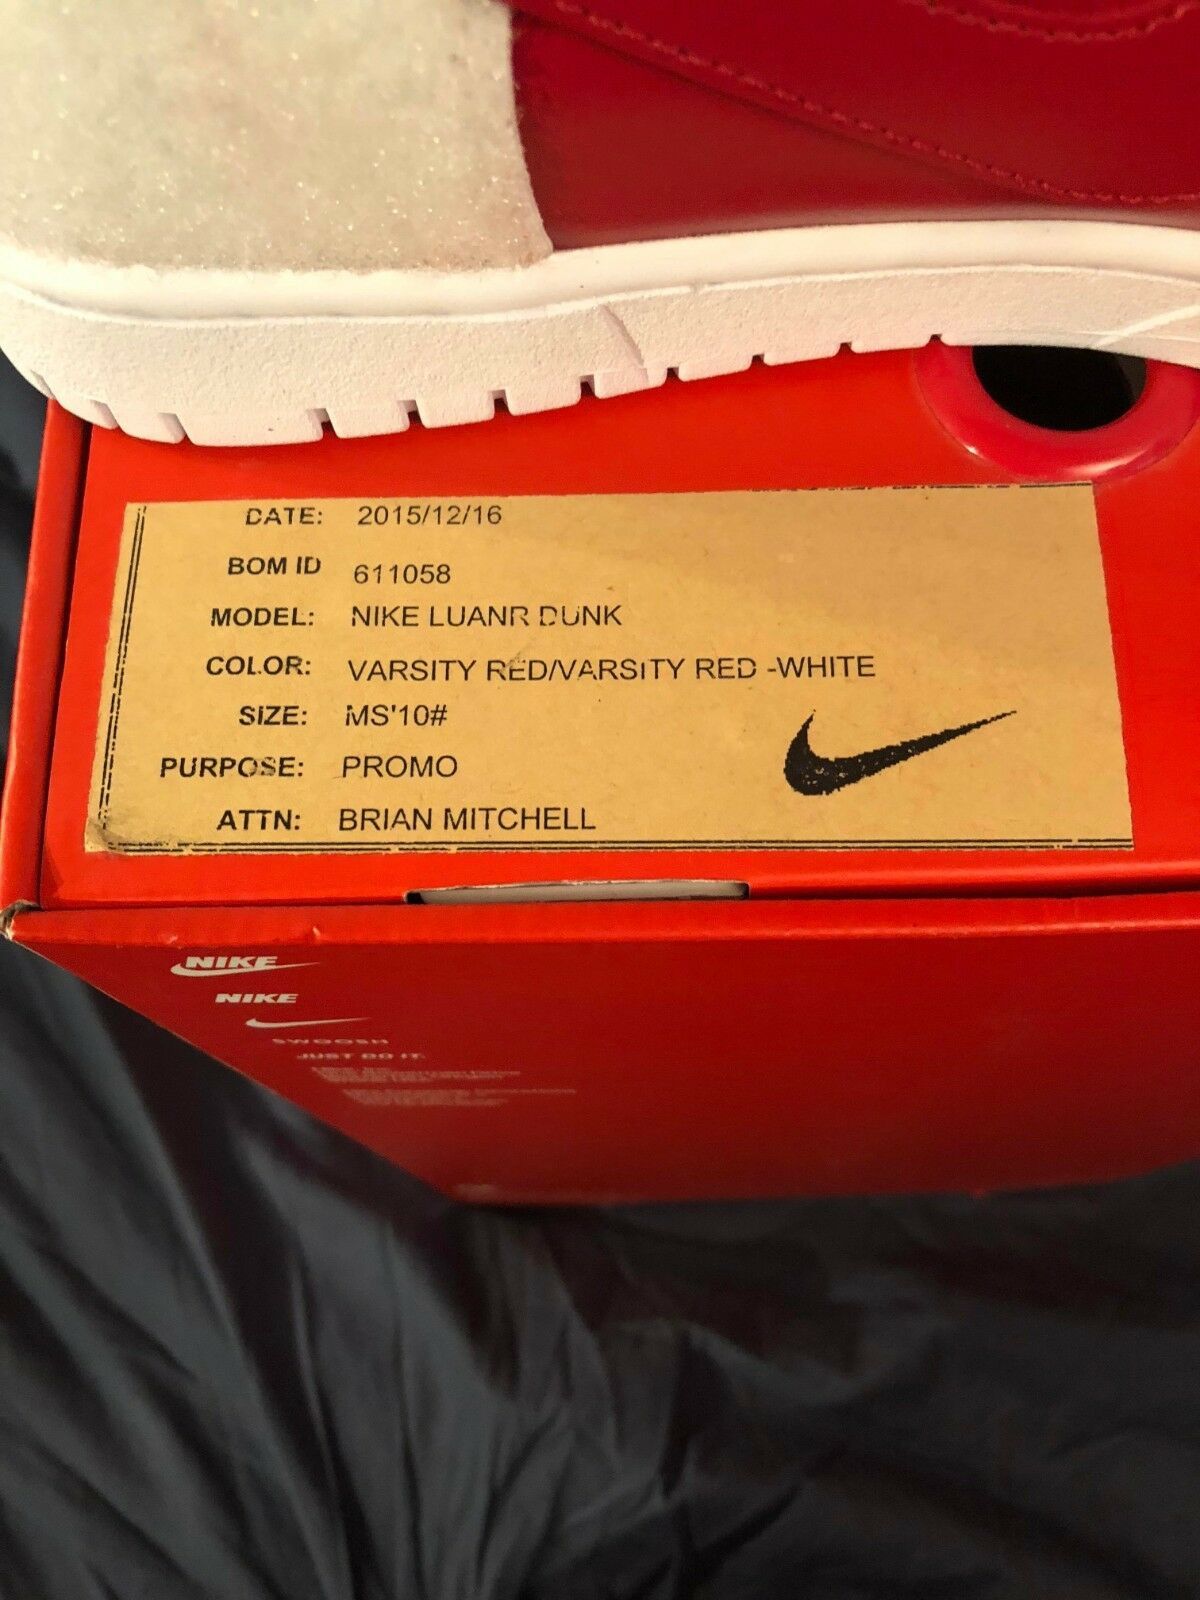 DATE: 2015/12/16
BOM ID 611058
MODEL: NIKE LUANR DUNK
COLOR: VARSITY RED/VARSITY RED -WHITE
SIZE: MS'10#
PURPOSE: PROMO
ATTN: BRIAN MITCHELL
NIKE
NIKE
SWOOSH
JUST DO IT